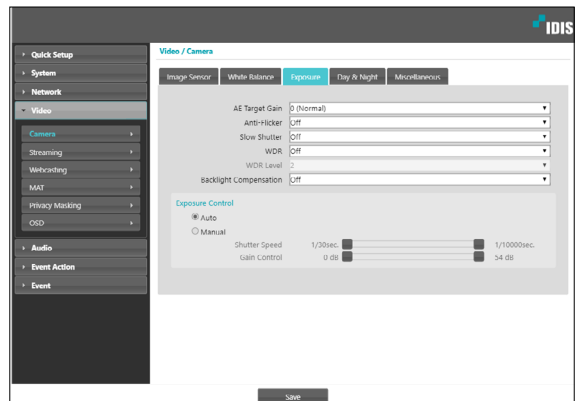 IDIS
Quick Setup
System
Network
Video
Camera
Streaming
Webcasting
MAT
Privacy Masking
OSD
Audio
Event Action
Event
Video / Camera
Image Sensor White Balance Exposure Day & Night Miscellaneous
AE Target Gain 0 (Normal)
Anti-Flicker Off
Slow Shutter Off
WDR Off
WDR Level 2
Backlight Compensation Off
Exposure Control
Auto
Manual
Shutter Speed 1/30sec. 1/10000sec.
Gain Control 0 dB 54 dB
Save